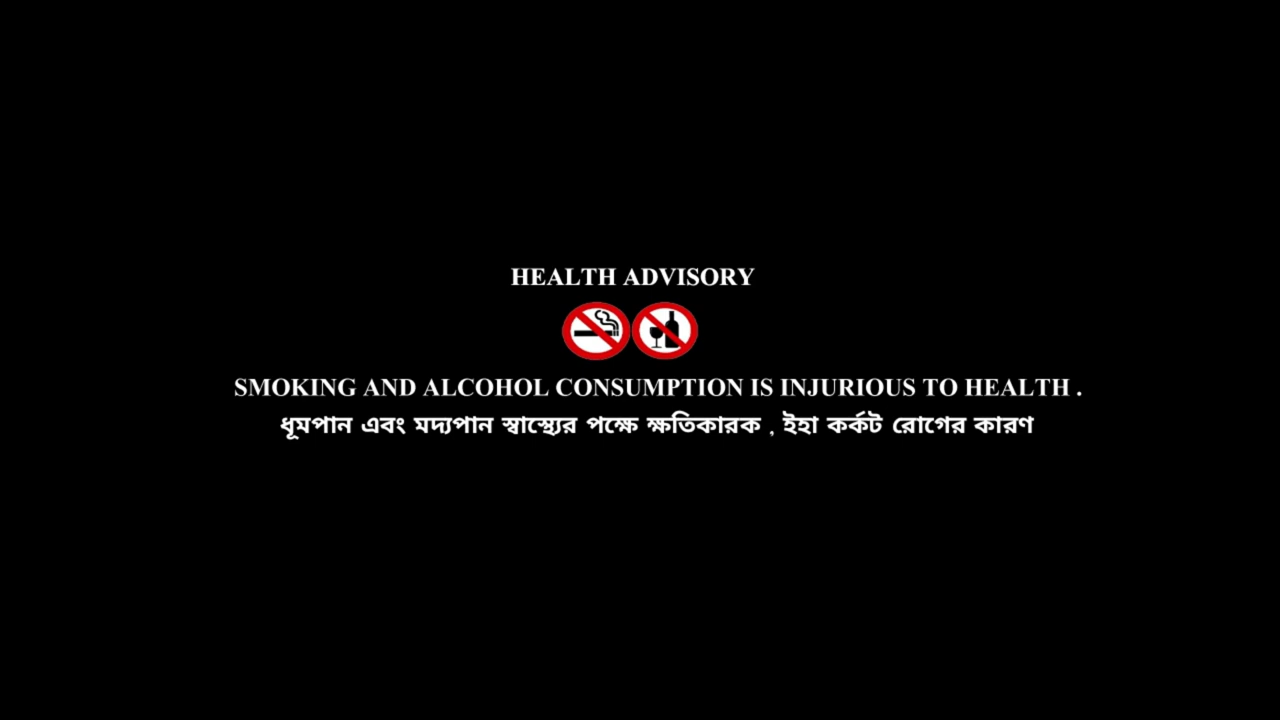 HEALTH ADVISORY
SMOKING AND ALCOHOL CONSUMPTION IS INJURIOUS TO HEALTH .
ধূমপান এবং মদ্যপান স্বাস্থ্যের পক্ষে ক্ষতিকারক , ইহা কর্কট রোগের কারণ